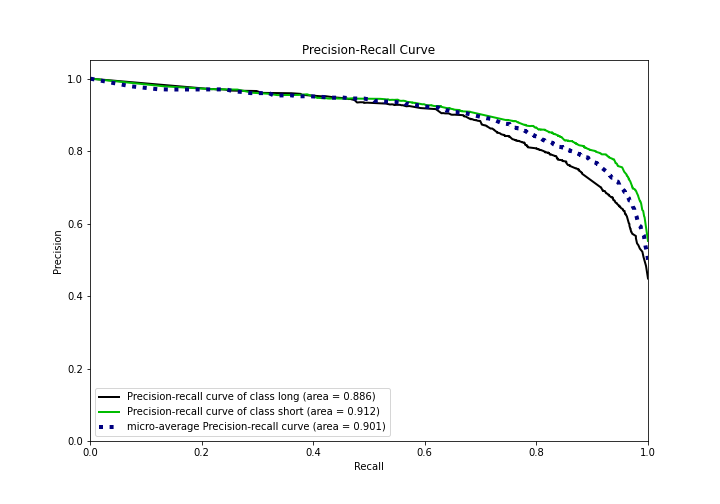 Precision-Recall Curve
1.0
0.8
0.6
0.4
0.2
0.0
Precision
Precision-recall curve of class long (area = 0.886)
Precision-recall curve of class short (area = 0.912)
micro-average Precision-recall curve (area = 0.901)
0.0 0.2 0.4 0.6 0.8 1.0
Recall